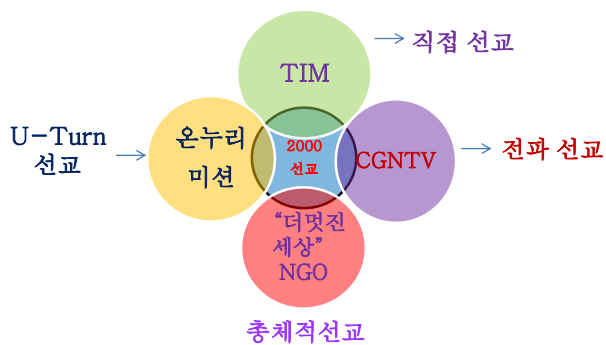 TIM
직접 선교
U-Turn
선교
온누리
미션
2000
선교
CGNTV
전파 선교
“더멋진
세상”
NGO
총체적선교